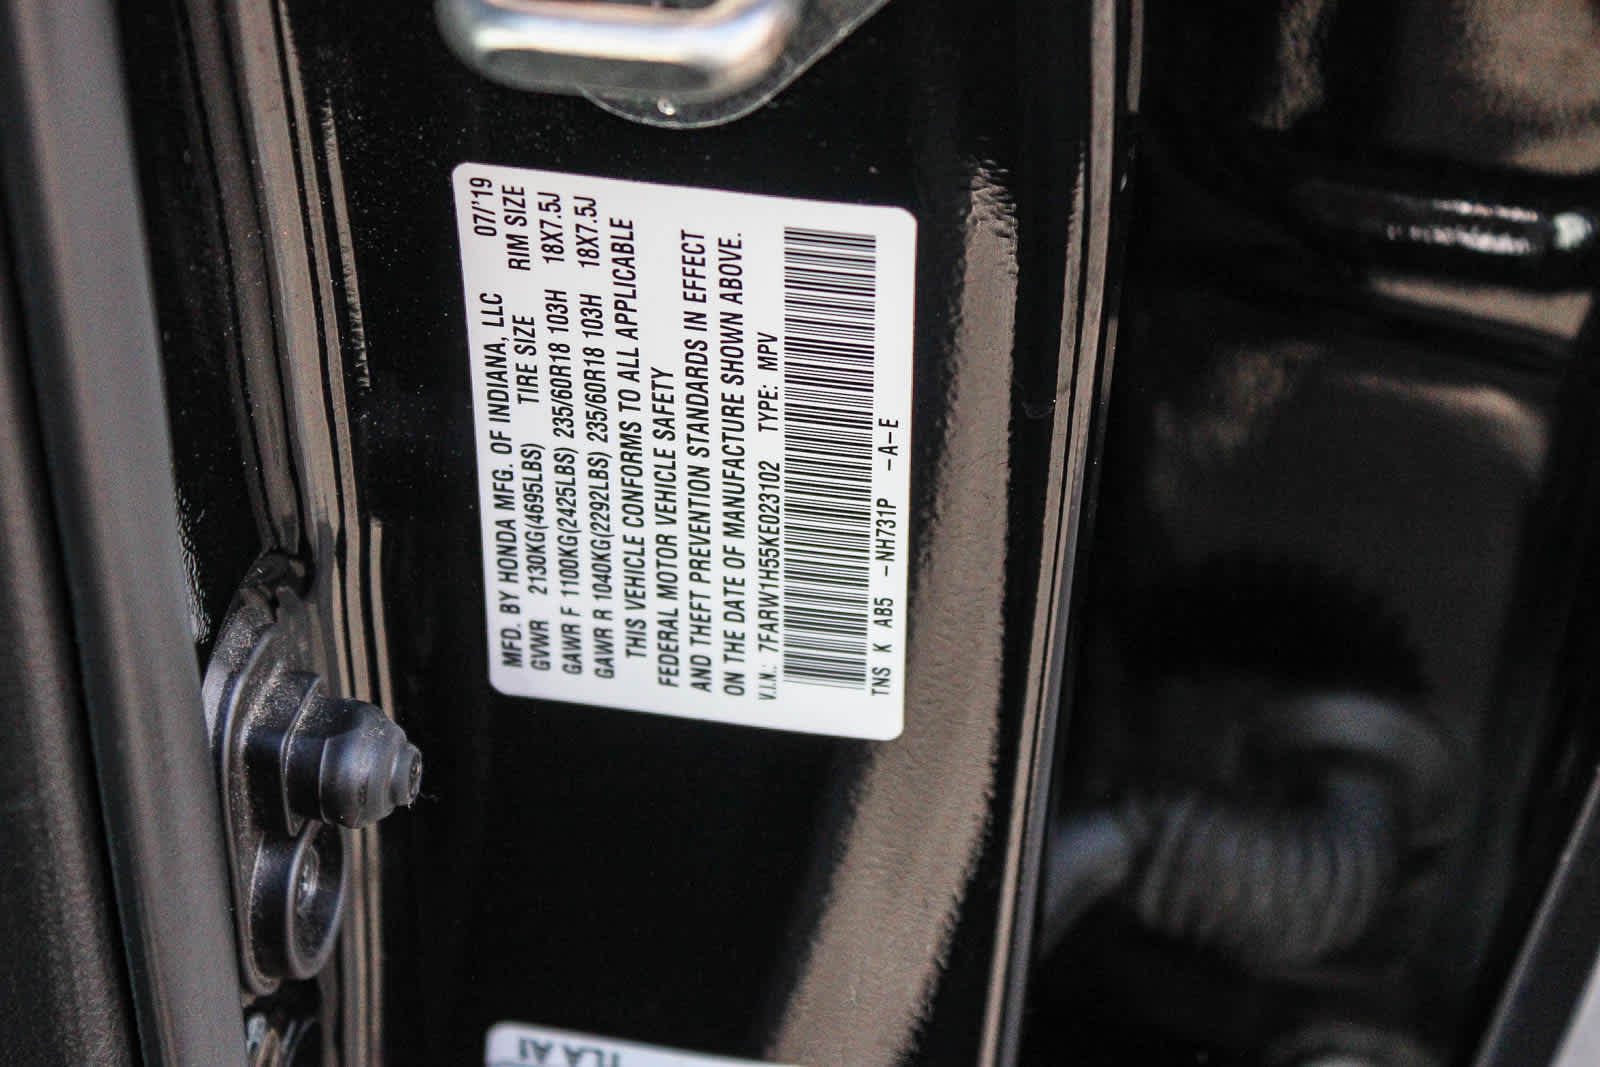 MFD. BY HONDA MFG. OF INDIANA, LLC 07/'19
GVWR 2130KG(4695LBS) TIRE SIZE RIM SIZE
GAWR F 1100KG(2425LBS) 235/60R18 103H 18X7.5J
GAWR R 1040KG(2292LBS) 235/60R18 103H 18X7.5J
THIS VEHICLE CONFORMS TO ALL APPLICABLE
FEDERAL MOTOR VEHICLE SAFETY
AND THEFT PREVENTION STANDARDS IN EFFECT
ON THE DATE OF MANUFACTURE SHOWN ABOVE.
V.I.N.: 7FARW1H55KE023102 TYPE: MPV
TNS K AB5 -NH731P -A-E